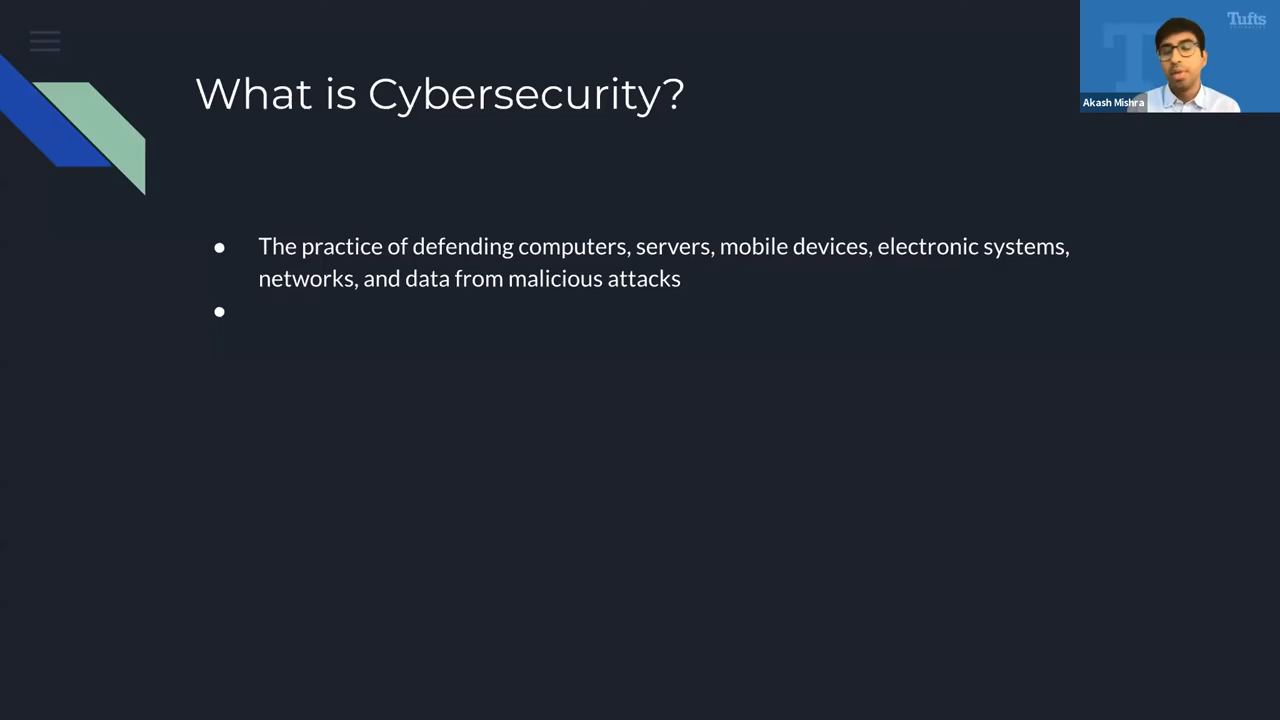 Tufts
Akash Mishra
What is Cybersecurity?
● The practice of defending computers, servers, mobile devices, electronic systems,
networks, and data from malicious attacks
●